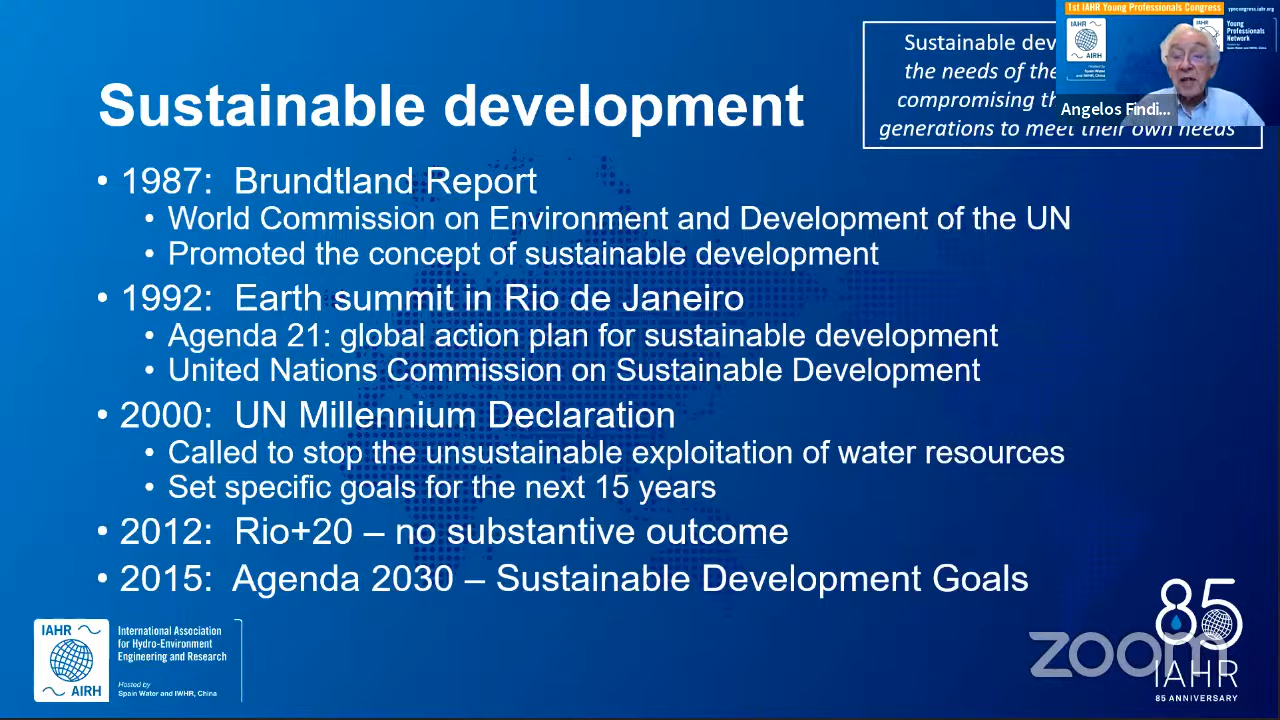 1st IAHR Young Professionals Congress
ypncongress.iahr.org
IAHR
AIRH
Young
Professionals
Network
Angelos Findi...
Sustainable dev
the needs of the
compromising th
generations to meet their own needs
Sustainable development
• 1987: Brundtland Report
• World Commission on Environment and Development of the UN
• Promoted the concept of sustainable development
• 1992: Earth summit in Rio de Janeiro
• Agenda 21: global action plan for sustainable development
• United Nations Commission on Sustainable Development
• 2000: UN Millennium Declaration
• Called to stop the unsustainable exploitation of water resources
• Set specific goals for the next 15 years
• 2012: Rio+20 – no substantive outcome
• 2015: Agenda 2030 – Sustainable Development Goals
IAHR
AIRH
International Association
for Hydro-Environment
Engineering and Research
Hosted by
Spain Water and IWHR, China
zoom
85
IAHR
85 ANNIVERSARY